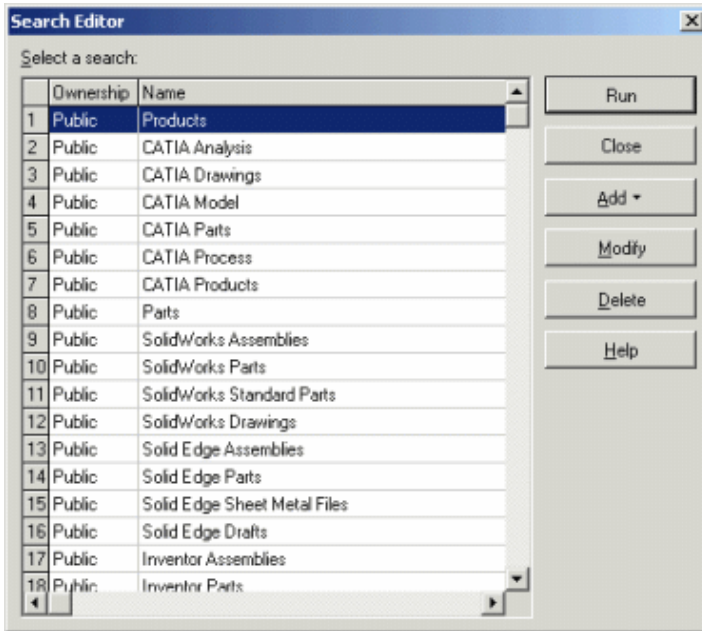 Search Editor
Select a search:
Ownership Name
1 Public Products
2 Public CATIA Analysis
3 Public CATIA Drawings
4 Public CATIA Model
5 Public CATIA Parts
6 Public CATIA Process
7 Public CATIA Products
8 Public Parts
9 Public SolidWorks Assemblies
10 Public SolidWorks Parts
11 Public SolidWorks Standard Parts
12 Public SolidWorks Drawings
13 Public Solid Edge Assemblies
14 Public Solid Edge Parts
15 Public Solid Edge Sheet Metal Files
16 Public Solid Edge Drafts
17 Public Inventor Assemblies
18 Public Inventor Parts
Run
Close
Add
Modify
Delete
Help